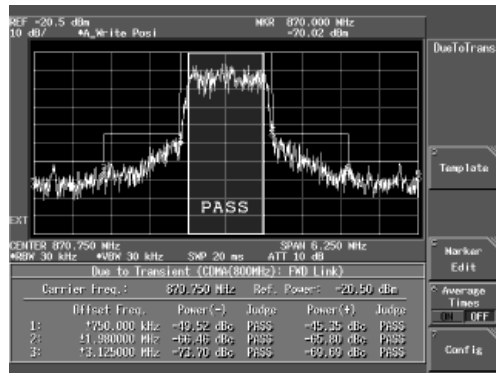 REF -20.5 dBm MKR 870.000 MHz
10 dB/ *A_Write Posi -70.02 dBm
DueToTrans
Template
PASS
EXT
CENTER 870.750 MHz SPAN 6.250 MHz
*RBW 30 kHz *VBW 30 kHz SWP 20 ms ATT 10 dB
Marker
Edit
Due to Transient (CDMA(800MHz): FWD Link)
Carrier Freq.: 870.750 MHz Ref. Power: -20.50 dBm
Average
Times
ON OFF
Offset Freq. Power(-) Judge Power(+) Judge
1: ±750.000 kHz -49.52 dBc PASS -45.35 dBc PASS
2: ±1.980000 MHz -66.46 dBc PASS -65.80 dBc PASS
3: ±3.125000 MHz -73.70 dBc PASS -69.69 dBc PASS
Config